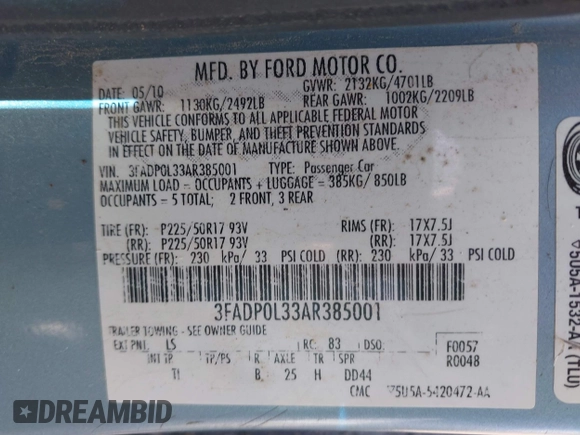 MFD. BY FORD MOTOR CO.
DATE 05/10 GVWR: 2132KG/4701LB
FRONT GAWR: 1130KG/2492LB REAR GAWR: 1002KG/2209LB
THIS VEHICLE CONFORMS TO ALL APPLICABLE FEDERAL MOTOR
VEHICLE SAFETY, BUMPER, AND THEFT PREVENTION STANDARDS
IN EFFECT ON THE DATE OF MANUFACTURE SHOWN ABOVE.
VIN: 3FADP0L33AR385001 TYPE: Passenger Car
MAXIMUM LOAD = OCCUPANTS + LUGGAGE = 385KG/850LB
OCCUPANTS = 5 TOTAL; 2 FRONT, 3 REAR
TIRE (FR): P225/50R17 93V RIMS (FR): 17X7.5J
(RR): P225/50R17 93V (RR): 17X7.5J
PRESSURE (FR): 230 kPa/ 33 PSI COLD (RR): 230 kPa/ 33 PSI COLD
3FADP0L33AR385001
TRAILER TOWING - SEE OWNER GUIDE
EXT PNT: LS RC: 83 DSO: F0057
INT TP TP/PS R AXLE TR SPR R0048
TI B 25 H DD44
CMC
DREAMBID